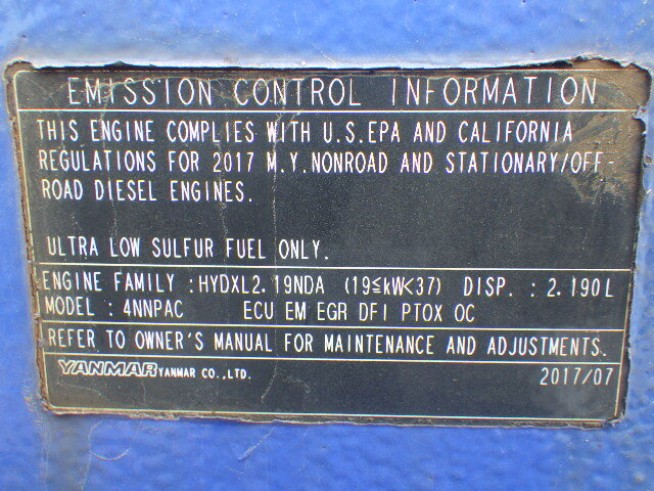 EMISSION CONTROL INFORMATION
THIS ENGINE COMPLIES WITH U.S.EPA AND CALIFORNIA
REGULATIONS FOR 2017 M.Y.NONROAD AND STATIONARY/OFF-
ROAD DIESEL ENGINES.
ULTRA LOW SULFUR FUEL ONLY.
ENGINE FAMILY :HYDXL2.19NDA (19≤kW<37) DISP. : 2.190L
MODEL : 4NNPAC ECU EM EGR DFI PTOX OC
REFER TO OWNER'S MANUAL FOR MAINTENANCE AND ADJUSTMENTS.
YANMAR YANMAR CO.,LTD. 2017/07